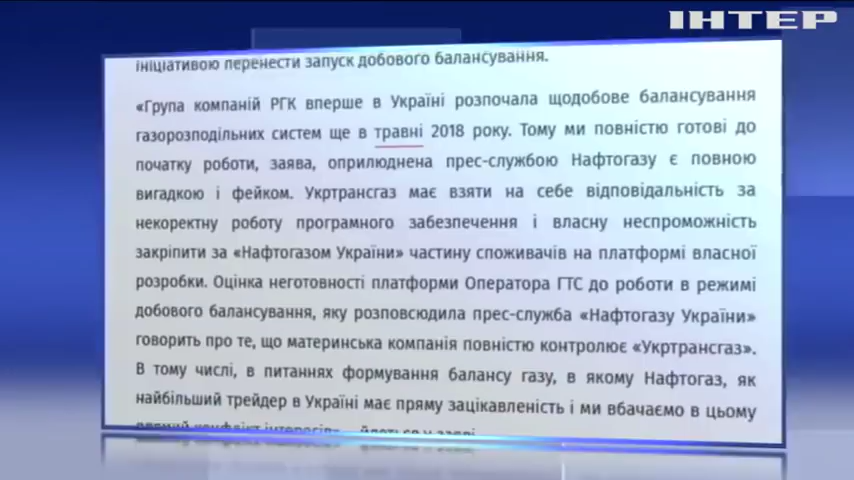 ІНТЕР
ініціативою перенести запуск добового балансування.
«Група компаній РГК вперше в Україні розпочала щодобове балансування
газорозподільних систем ще в травні 2018 року. Тому ми повністю готові до
початку роботи, заява, оприлюднена прес-службою Нафтогазу є повною
вигадкою і фейком. Укртрансгаз має взяти на себе відповідальність за
некоректну роботу програмного забезпечення і власну неспроможність
закріпити за «Нафтогазом України» частину споживачів на платформі власної
розробки. Оцінка неготовності платформи Оператора ГТС до роботи в режимі
добового балансування, яку розповсюдила прес-служба «Нафтогазу України»
говорить про те, що материнська компанія повністю контролює «Укртрансгаз».
В тому числі, в питаннях формування балансу газу, в якому Нафтогаз, як
найбільший трейдер в Україні має пряму зацікавленість і ми вбачаємо в цьому
конфлікт інтересів»